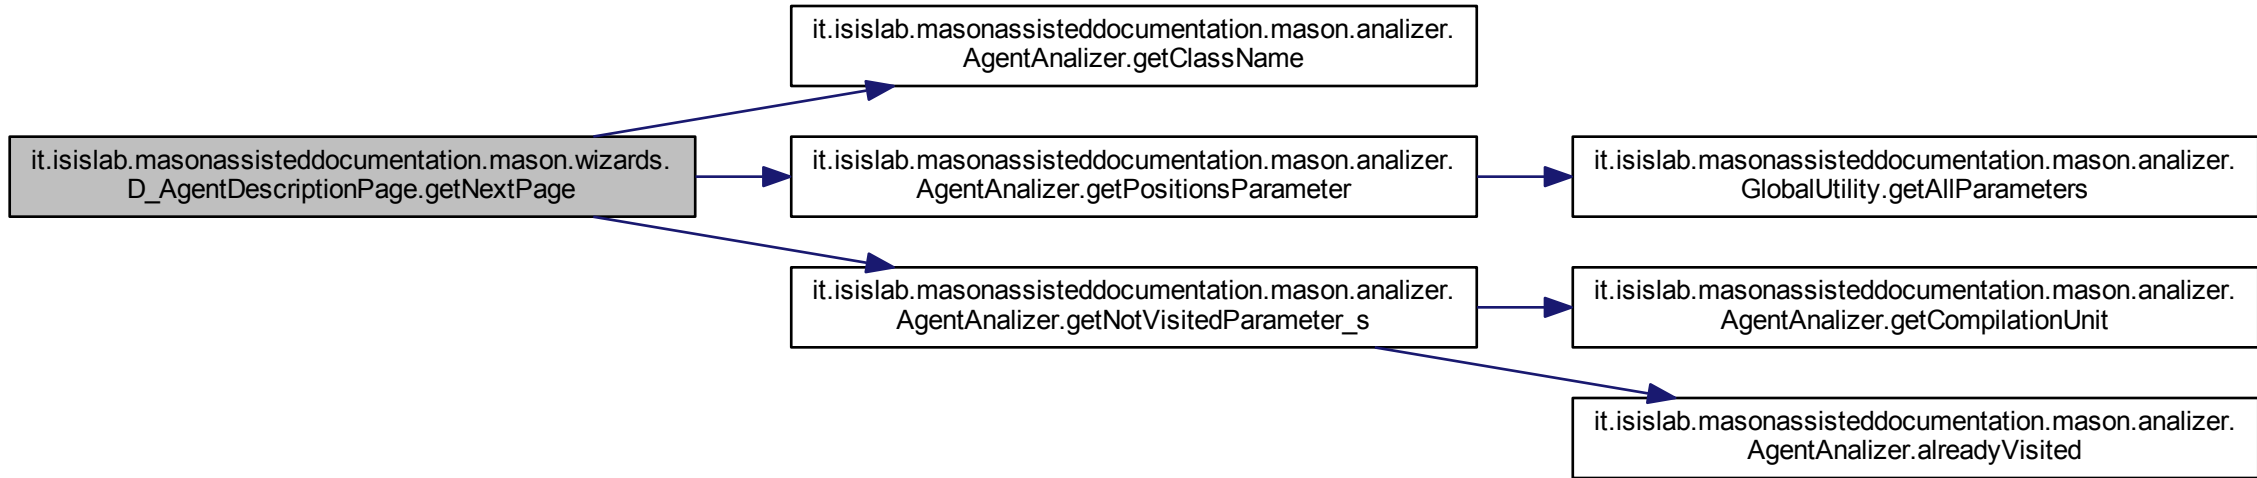 it.isislab.masonassisteddocumentation.mason.analizer.
AgentAnalizer.getClassName
it.isislab.masonassisteddocumentation.mason.wizards.
D_AgentDescriptionPage.getNextPage
it.isislab.masonassisteddocumentation.mason.analizer.
AgentAnalizer.getPositionsParameter
it.isislab.masonassisteddocumentation.mason.analizer.
GlobalUtility.getAllParameters
it.isislab.masonassisteddocumentation.mason.analizer.
AgentAnalizer.getNotVisitedParameter_s
it.isislab.masonassisteddocumentation.mason.analizer.
AgentAnalizer.getCompilationUnit
it.isislab.masonassisteddocumentation.mason.analizer.
AgentAnalizer.alreadyVisited